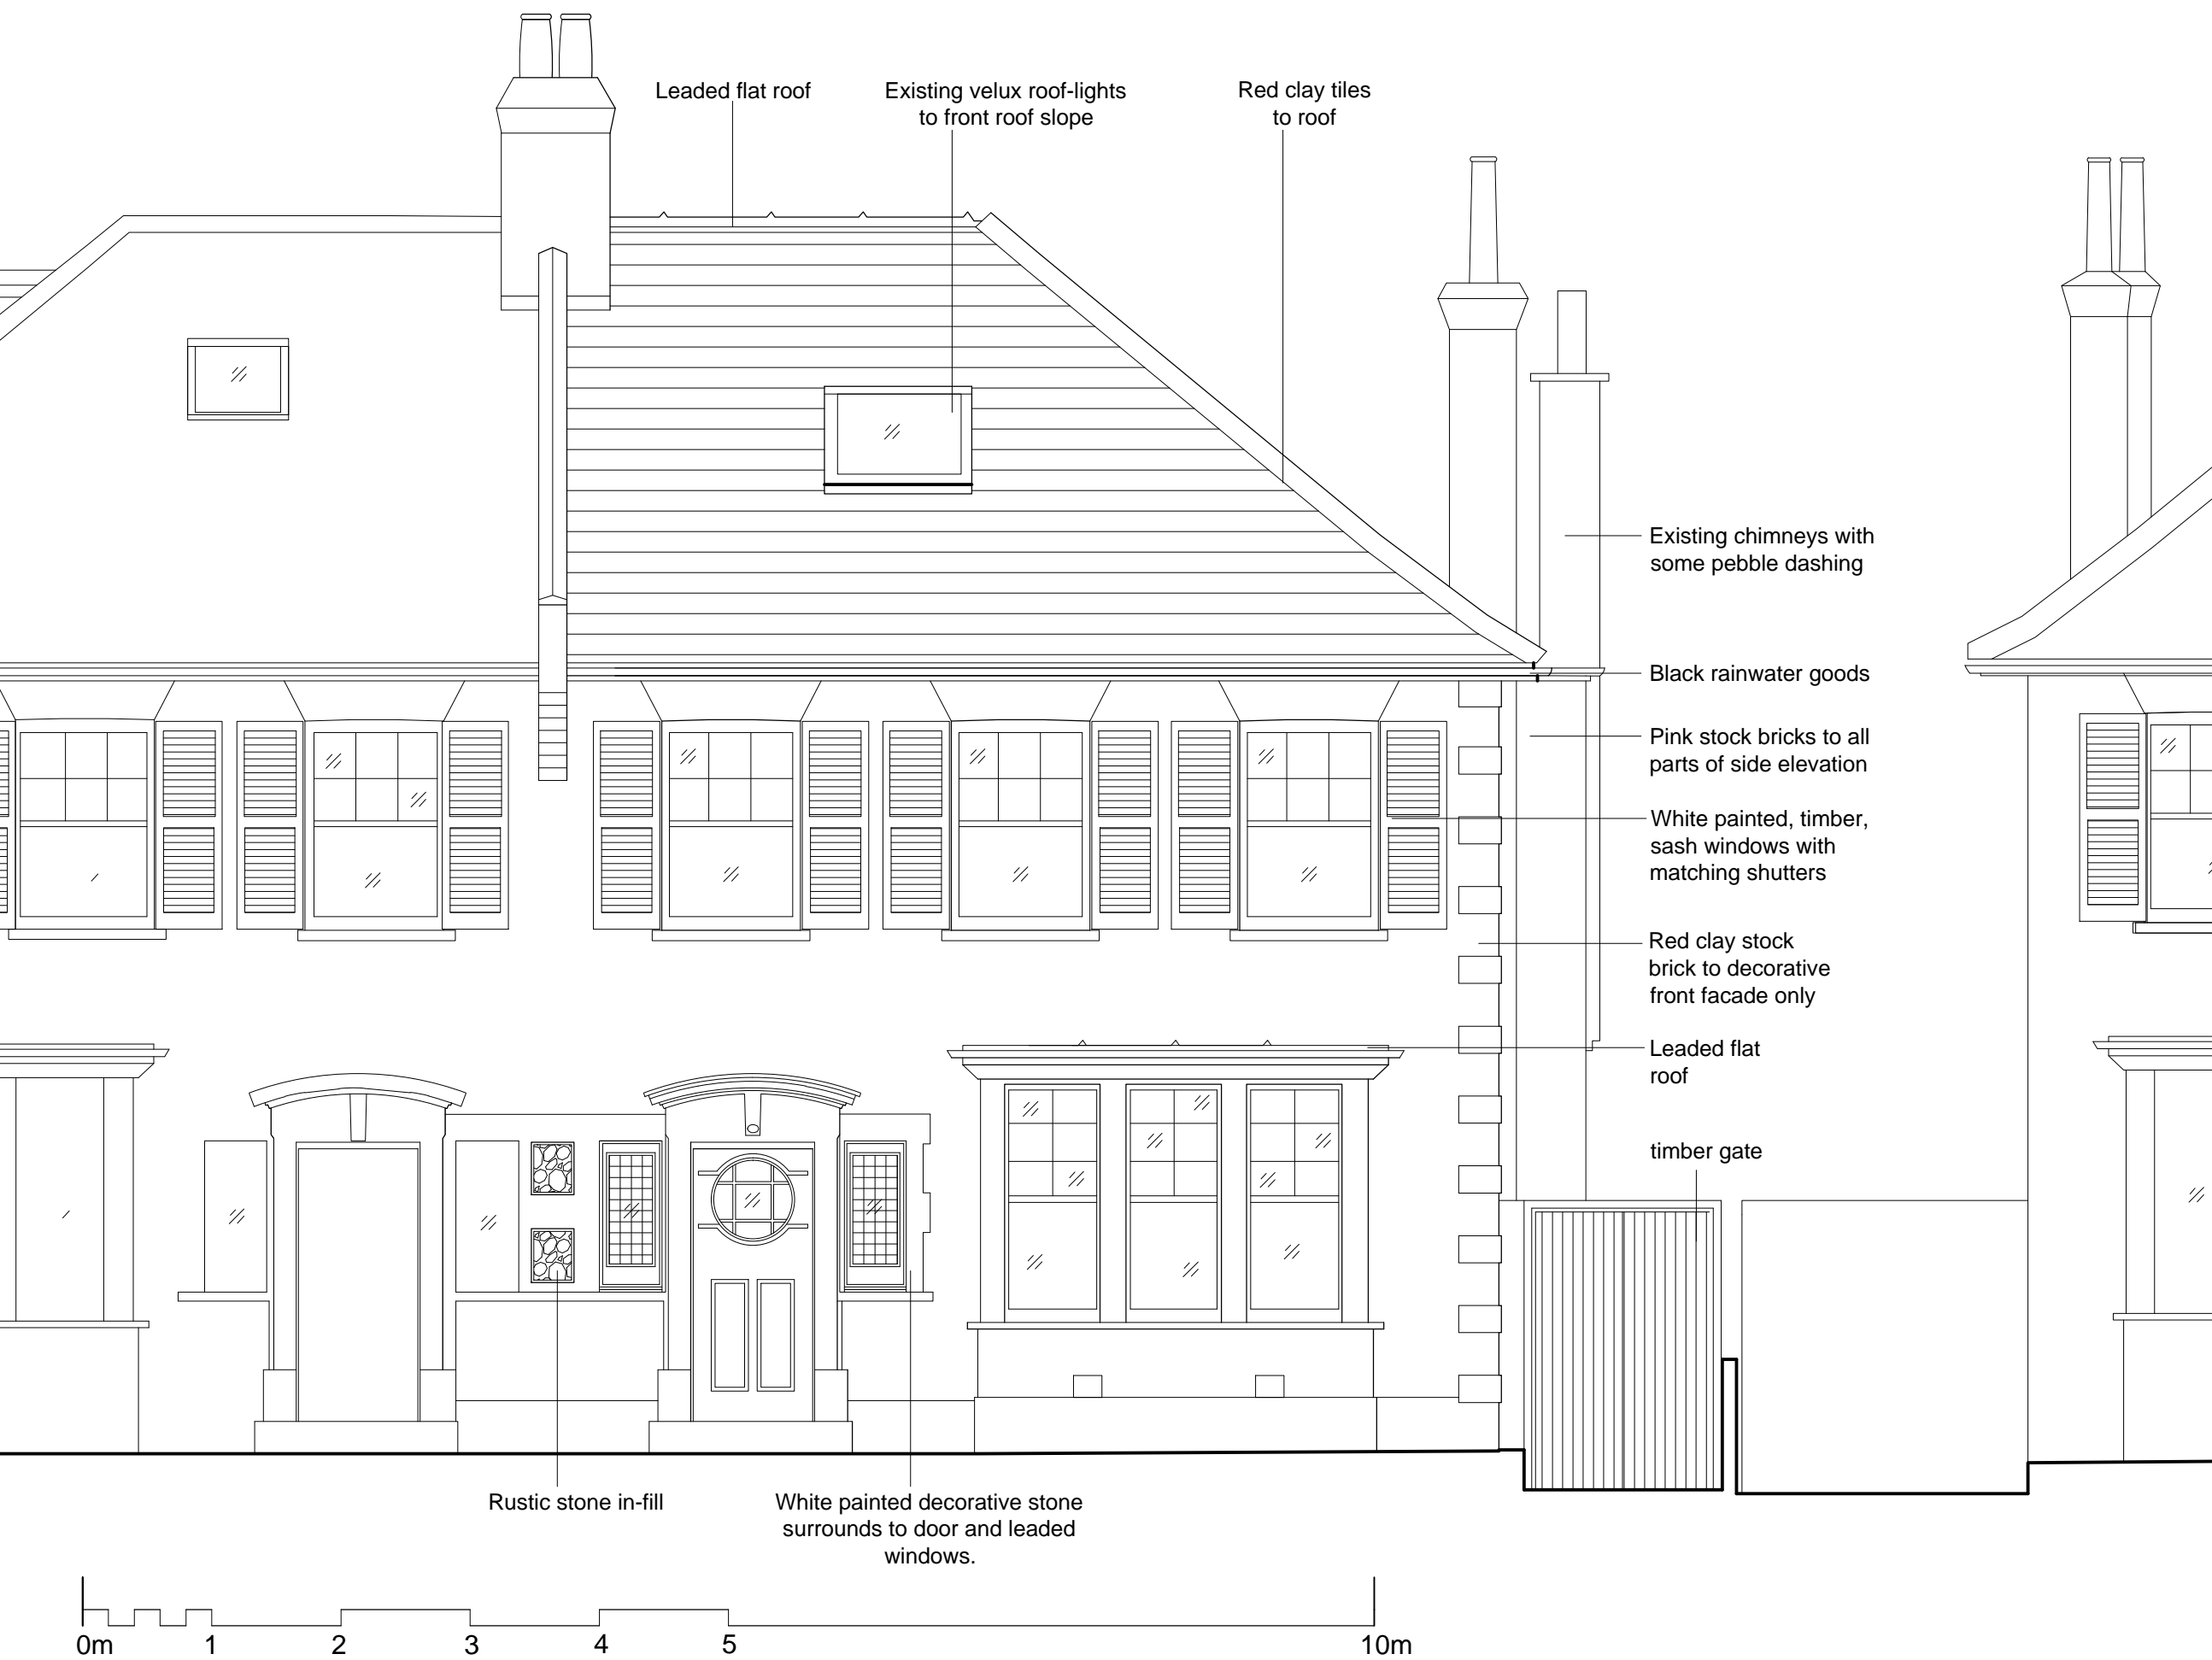 Leaded flat roof
Existing velux roof-lights
to front roof slope
Red clay tiles
to roof
Existing chimneys with
some pebble dashing
Black rainwater goods
Pink stock bricks to all
parts of side elevation
White painted, timber,
sash windows with
matching shutters
Red clay stock
brick to decorative
front facade only
Leaded flat
roof
timber gate
Rustic stone in-fill
White painted decorative stone
surrounds to door and leaded
windows.
0m 1 2 3 4 5 10m